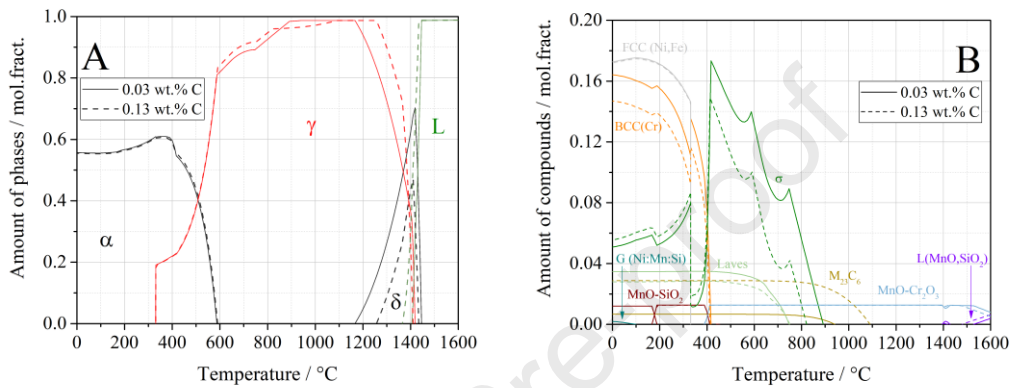 A
0.03 wt.% C
0.13 wt.% C
γ
L
α
δ
1.0
0.8
0.6
0.4
0.2
0.0
0 200 400 600 800 1000 1200 1400 1600
Temperature / °C
Amount of phases / mol.fract.
B
FCC (Ni,Fe)
0.03 wt.% C
0.13 wt.% C
BCC(Cr)
σ
G (Ni:Mn:Si)
Laves
M23C6
L(MnO,SiO2)
MnO-SiO2
MnO-Cr2O3
0.20
0.16
0.12
0.08
0.04
0.00
0 200 400 600 800 1000 1200 1400 1600
Temperature / °C
Amount of compounds / mol.fract.